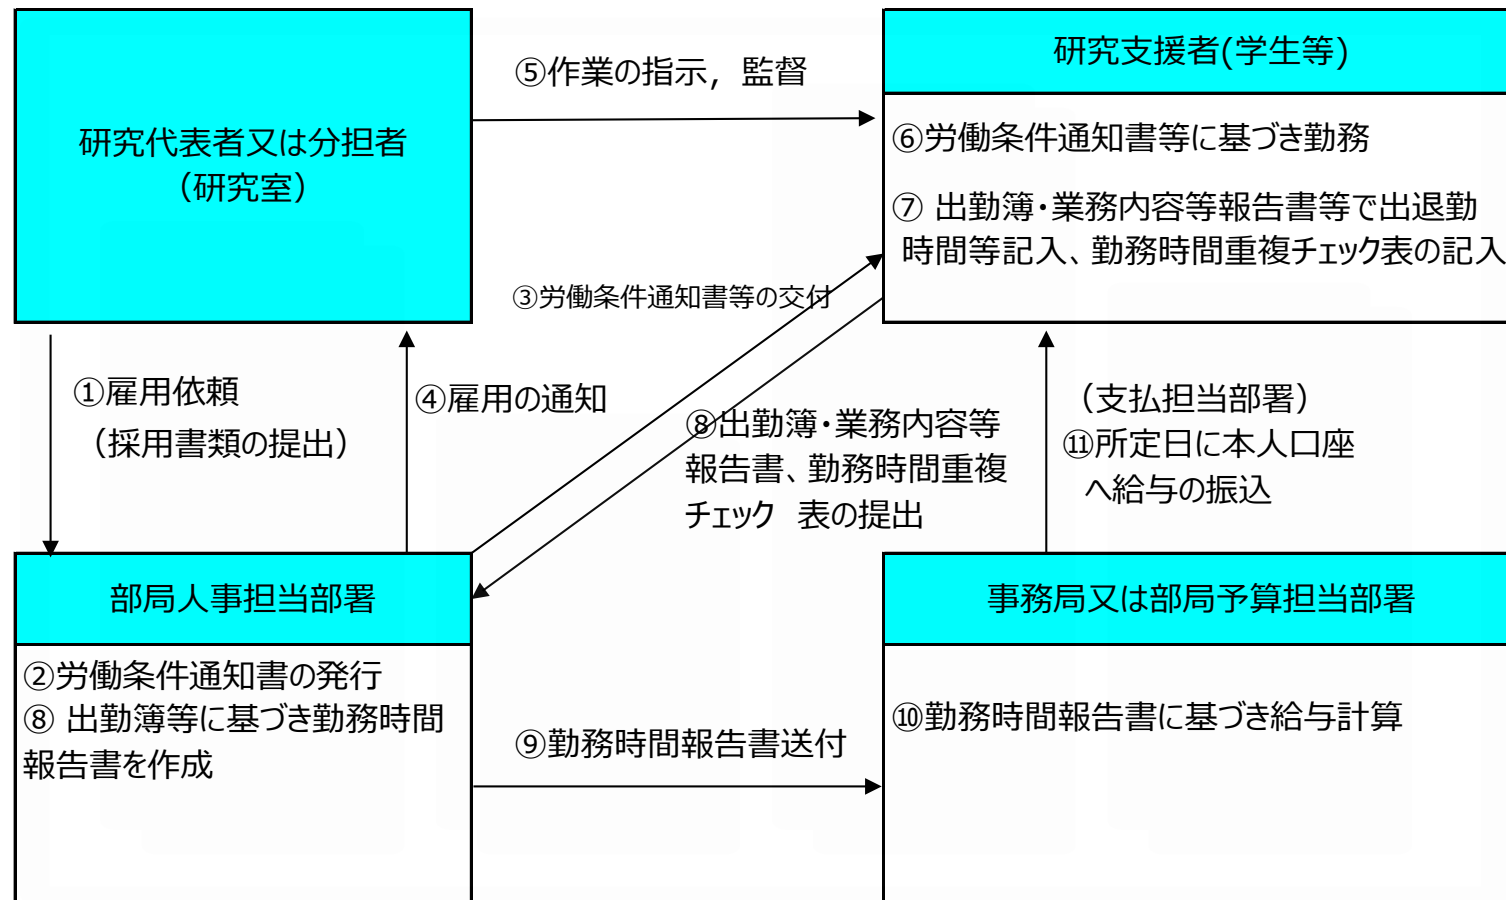 研究代表者又は分担者
（研究室）
⑤作業の指示，監督
研究支援者(学生等)
⑥労働条件通知書等に基づき勤務
⑦ 出勤簿・業務内容等報告書等で出退勤
時間等記入、勤務時間重複チェック表の記入
③労働条件通知書等の交付
①雇用依頼
（採用書類の提出）
④雇用の通知
⑧出勤簿・業務内容等
報告書、勤務時間重複
チェック　表の提出
（支払担当部署）
⑪所定日に本人口座
へ給与の振込
部局人事担当部署
②労働条件通知書の発行
⑧ 出勤簿等に基づき勤務時間
報告書を作成
⑨勤務時間報告書送付
事務局又は部局予算担当部署
⑩勤務時間報告書に基づき給与計算